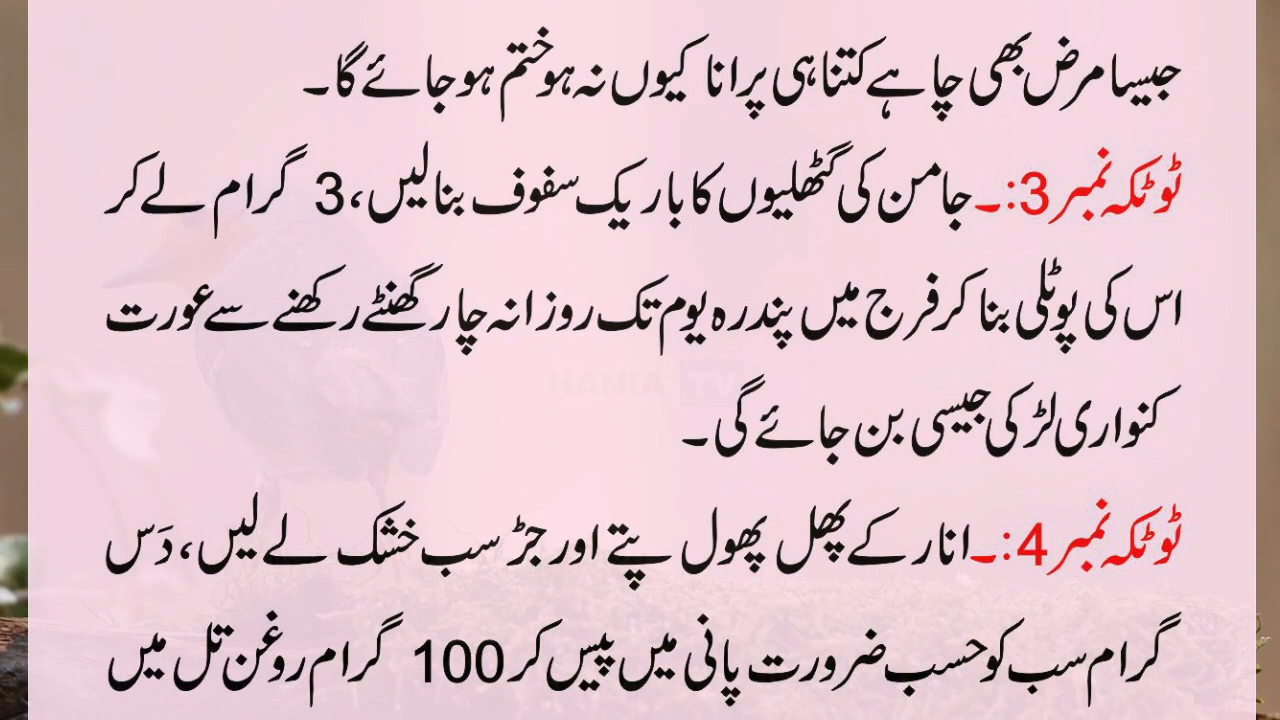 جیسا مرض بھی چاہے کتنا ہی پرانا کیوں نہ ہو ختم ہو جائے گا۔
ٹوٹکہ نمبر 3:۔ جامن کی گٹھلیوں کا باریک سفوف بنا لیں، 3 گرام لے کر
اس کی پوٹلی بنا کر فرج میں پندرہ یوم تک روزانہ چار گھنٹے رکھنے سے عورت
HANIA TV
کنواری لڑکی جیسی بن جائے گی۔
ٹوٹکہ نمبر 4:۔ انار کے پھل پھول پتے اور جڑ سب خشک لے لیں، دَس
گرام سب کو حسب ضرورت پانی میں پیس کر 100 گرام روغن تل میں